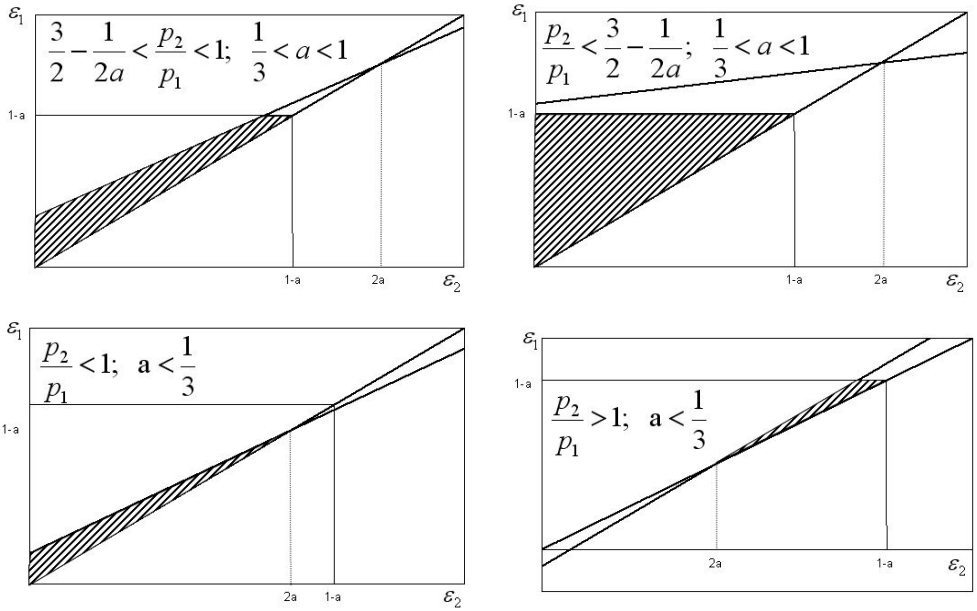 ε₁
3/2 − 1/2a < p₂/p₁ < 1; 1/3 < a < 1
1-a
1-a 2a ε₂
ε₁
p₂/p₁ < 3/2 − 1/2a; 1/3 < a < 1
1-a
1-a 2a ε₂
ε₁
p₂/p₁ < 1; a < 1/3
1-a
2a 1-a ε₂
ε₁
1-a
p₂/p₁ > 1; a < 1/3
2a 1-a ε₂